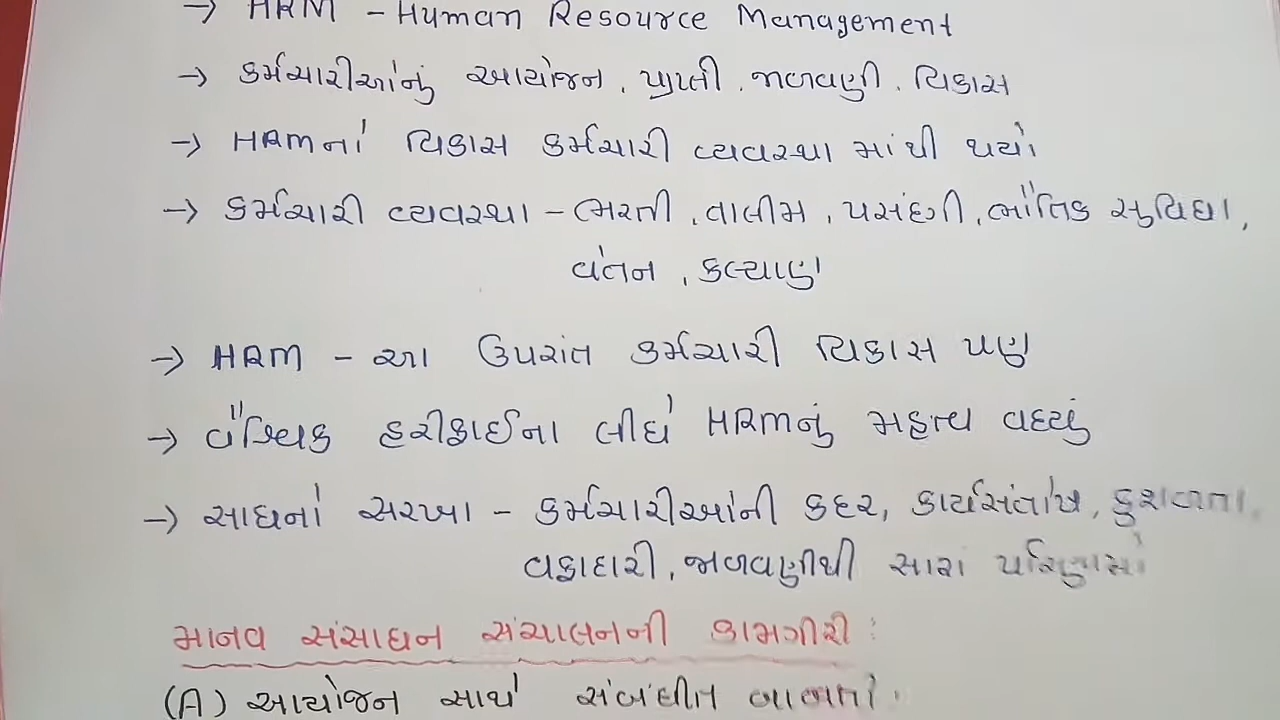 → HRM - Human Resource Management
→ કર્મચારીઓનું આયોજન, પ્રાપ્તી, જાળવણી, વિકાસ
→ HRMનો વિકાસ કર્મચારી વ્યવસ્થા માંથી થયો
→ કર્મચારી વ્યવસ્થા - ભરતી, તાલીમ, પસંદગી, ભૌતિક સુવિધા,
વેતન, કલ્યાણ
→ HRM - આ ઉપરાંત કર્મચારી વિકાસ પણ
→ વૈશ્વિક હરીફાઈના લીધે HRMનું મહત્વ વધ્યું
→ સાધનો સરખા - કર્મચારીઓની કદર, કાર્યસંતોષ, કુશળતા,
વફાદારી, જાળવણીથી સારા પરિણામો
માનવ સંસાધન સંચાલનની કામગીરી :
(A) આયોજન સાથે સંબંધીત બાબતો :